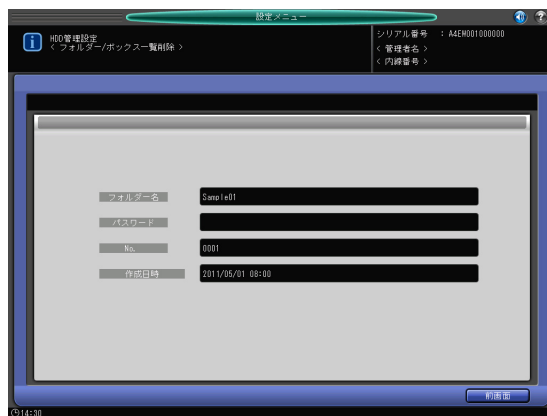 設定メニュー
HDD管理設定
< フォルダー/ボックス一覧削除 >
シリアル番号 : A4EW001000000
< 管理者名 >
< 内線番号 >
フォルダー名 Sample01
パスワード
No. 0001
作成日時 2011/05/01 08:00
前画面
14:30